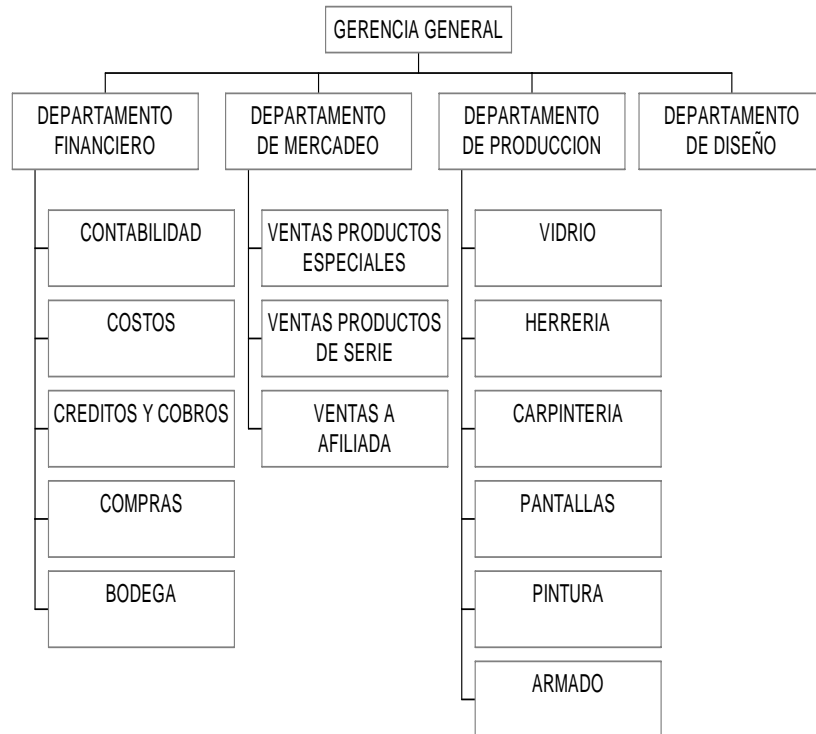 GERENCIA GENERAL
DEPARTAMENTO
FINANCIERO
DEPARTAMENTO
DE MERCADEO
DEPARTAMENTO
DE PRODUCCION
DEPARTAMENTO
DE DISEÑO
CONTABILIDAD
COSTOS
CREDITOS Y COBROS
COMPRAS
BODEGA
VENTAS PRODUCTOS
ESPECIALES
VENTAS PRODUCTOS
DE SERIE
VENTAS A
AFILIADA
VIDRIO
HERRERIA
CARPINTERIA
PANTALLAS
PINTURA
ARMADO